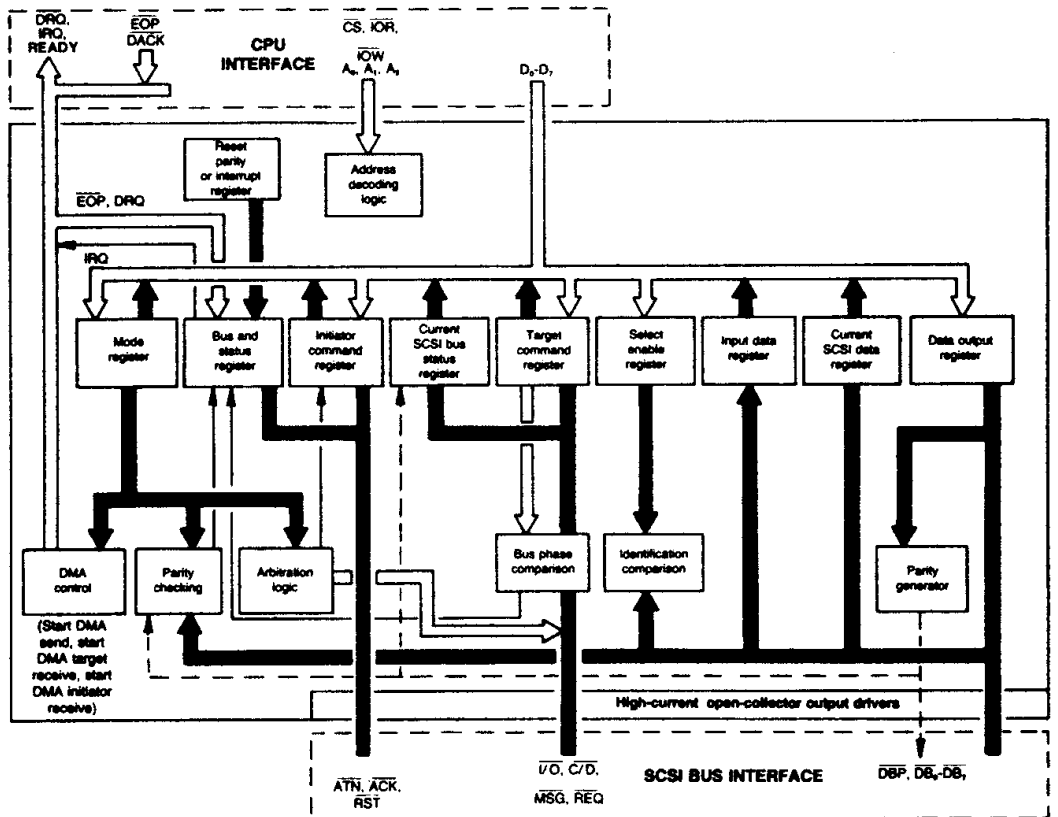 DRQ,
IRQ,
READY
EOP
DACK
CPU
INTERFACE
CS, IOR,
IOW
A₀, A₁, A₂
D₀-D₇
Reset
parity
or interrupt
register
Address
decoding
logic
EOP, DRQ
IRQ
Mode
register
Bus and
status
register
Initiator
command
register
Current
SCSI bus
status
register
Target
command
register
Select
enable
register
Input data
register
Current
SCSI data
register
Data output
register
DMA
control
Parity
checking
Arbitration
logic
Bus phase
comparison
Identification
comparison
Parity
generator
(Start DMA
send, start
DMA target
receive, start
DMA initiator
receive)
High-current open-collector output drivers
SCSI BUS INTERFACE
ATN, ACK,
RST
I/O, C/D,
MSG, REQ
DBP, DB₀-DB₇